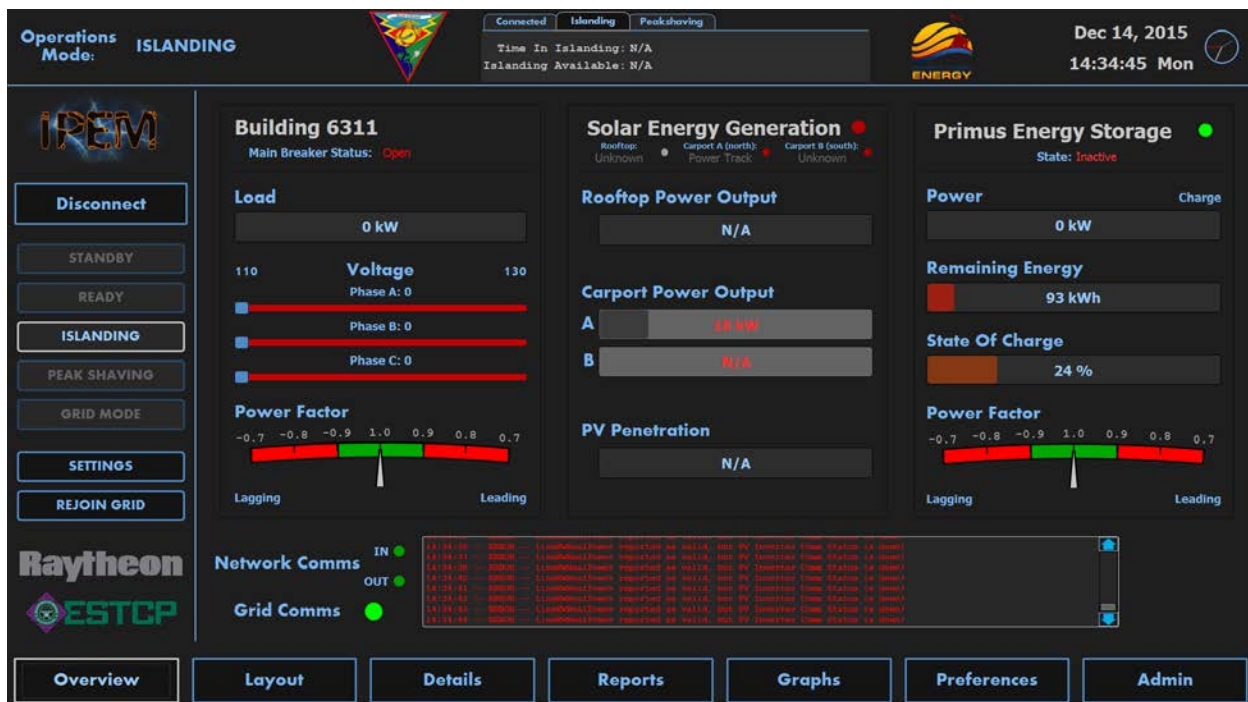 Operations Mode: ISLANDING
Connected Islanding Peakshaving
Time In Islanding: N/A
Islanding Available: N/A
ENERGY
Dec 14, 2015
14:34:45 Mon
iPEM
Disconnect
STANDBY
READY
ISLANDING
PEAK SHAVING
GRID MODE
SETTINGS
REJOIN GRID
Raytheon
ESTCP
Building 6311
Main Breaker Status: Open
Load
0 kW
110 Voltage 130
Phase A: 0
Phase B: 0
Phase C: 0
Power Factor
-0.7 -0.8 -0.9 1.0 0.9 0.8 0.7
Lagging Leading
Solar Energy Generation
Rooftop: Carport A (north): Carport B (south):
Unknown Power Track Unknown
Rooftop Power Output
N/A
Carport Power Output
A 18 kW
B N/A
PV Penetration
N/A
Primus Energy Storage
State: Inactive
Power Charge
0 kW
Remaining Energy
93 kWh
State Of Charge
24 %
Power Factor
-0.7 -0.8 -0.9 1.0 0.9 0.8 0.7
Lagging Leading
Network Comms IN
OUT
Grid Comms
Overview Layout Details Reports Graphs Preferences Admin